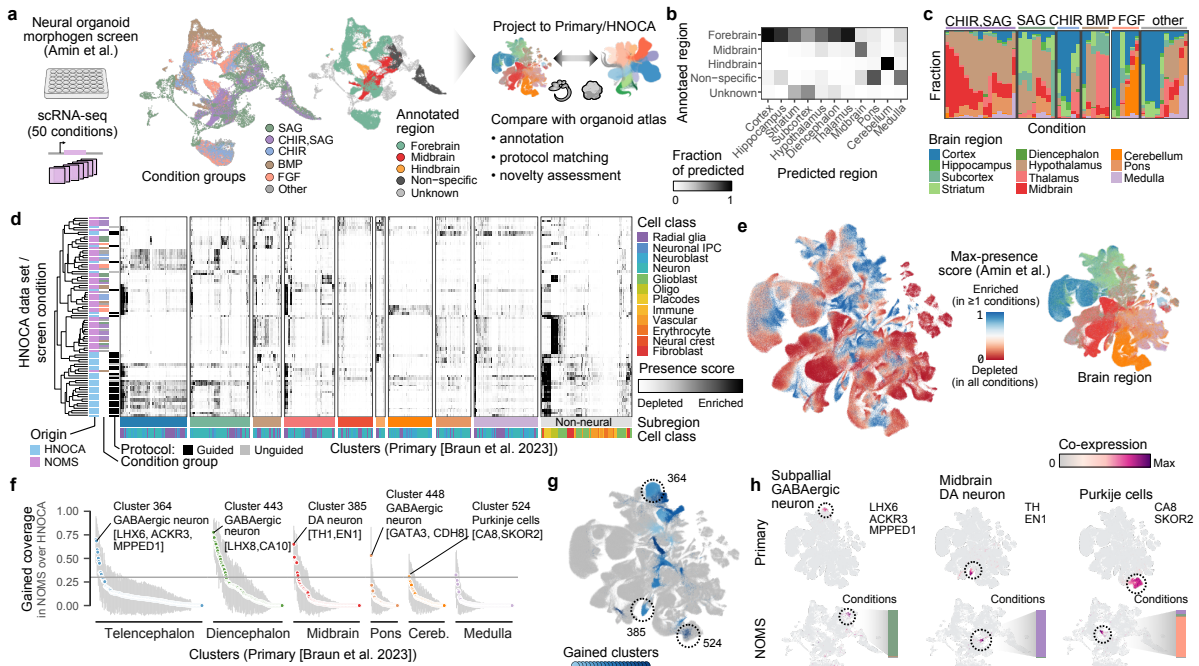 a
Neural organoid
morphogen screen
(Amin et al.)
scRNA-seq
(50 conditions)
Condition groups
SAG
CHIR,SAG
CHIR
BMP
FGF
Other
Annotated
region
Forebrain
Midbrain
Hindbrain
Non-specific
Unknown
Project to Primary/HNOCA
Compare with organoid atlas
• annotation
• protocol matching
• novelty assessment
b
Annotaed region
Forebrain
Midbrain
Hindbrain
Non-specific
Unknown
Cortex
Hippocampus
Striatum
Subcortex
Hypothalamus
Diencephalon
Thalamus
Midbrain
Pons
Cerebellum
Medulla
Predicted region
Fraction
of predicted
0 1
c
CHIR,SAG SAG CHIR BMP FGF other
Fraction
Condition
Brain region
Cortex
Hippocampus
Subcortex
Striatum
Diencephalon
Hypothalamus
Thalamus
Midbrain
Cerebellum
Pons
Medulla
d
HNOCA data set /
screen condition
Cell class
Radial glia
Neuronal IPC
Neuroblast
Neuron
Glioblast
Oligo
Placodes
Immune
Vascular
Erythrocyte
Neural crest
Fibroblast
Presence score
Depleted Enriched
Non-neural
Subregion
Cell class
Origin
HNOCA
NOMS
Protocol: Guided Unguided
Condition group
Clusters (Primary [Braun et al. 2023])
e
Max-presence
score (Amin et al.)
Enriched
(in ≥1 conditions)
1
0
Depleted
(in all conditions)
Brain region
f
Gained coverage
in NOMS over HNOCA
1.00
0.75
0.50
0.25
0.00
Cluster 364
GABAergic neuron
[LHX6, ACKR3,
MPPED1]
Cluster 443
GABAergic
neuron
[LHX8,CA10]
Cluster 385
DA neuron
[TH1,EN1]
Cluster 448
GABAergic
neuron
[GATA3, CDH8]
Cluster 524
Purkinje cells
[CA8,SKOR2]
Telencephalon Diencephalon Midbrain Pons Cereb. Medulla
Clusters (Primary [Braun et al. 2023])
g
364
385
524
Gained clusters
Co-expression
0 Max
h
Primary
NOMS
Subpallial
GABAergic
neuron
LHX6
ACKR3
MPPED1
Midbrain
DA neuron
TH
EN1
Purkije cells
CA8
SKOR2
Conditions
Conditions
Conditions